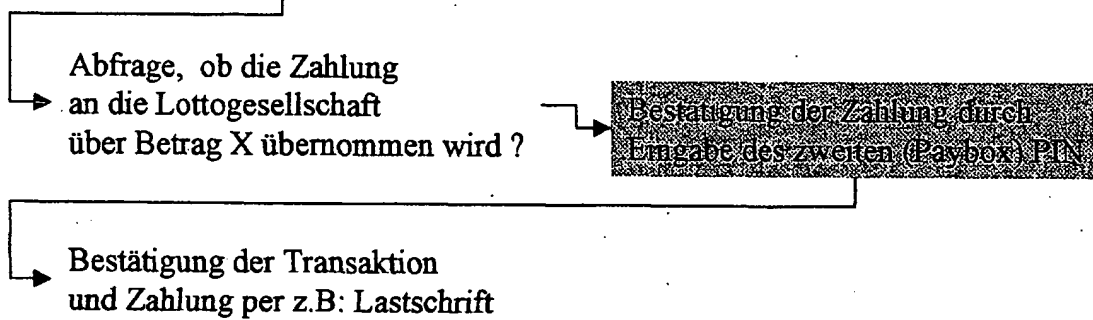 Abfrage, ob die Zahlung
an die Lottogesellschaft
über Betrag X übernommen wird ?
Bestätigung der Zahlung durch
Eingabe des zweiten (Paybox) PIN
Bestätigung der Transaktion
und Zahlung per z.B: Lastschrift